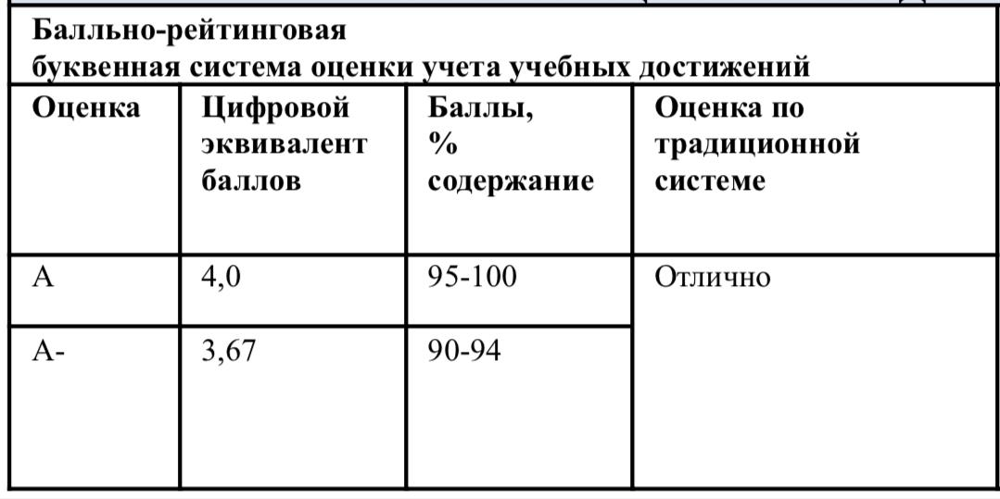 Балльно-рейтинговая
буквенная система оценки учета учебных достижений
Оценка
Цифровой
эквивалент
баллов
Баллы,
%
содержание
Оценка по
традиционной
системе
А
4,0
95-100
Отлично
А-
3,67
90-94